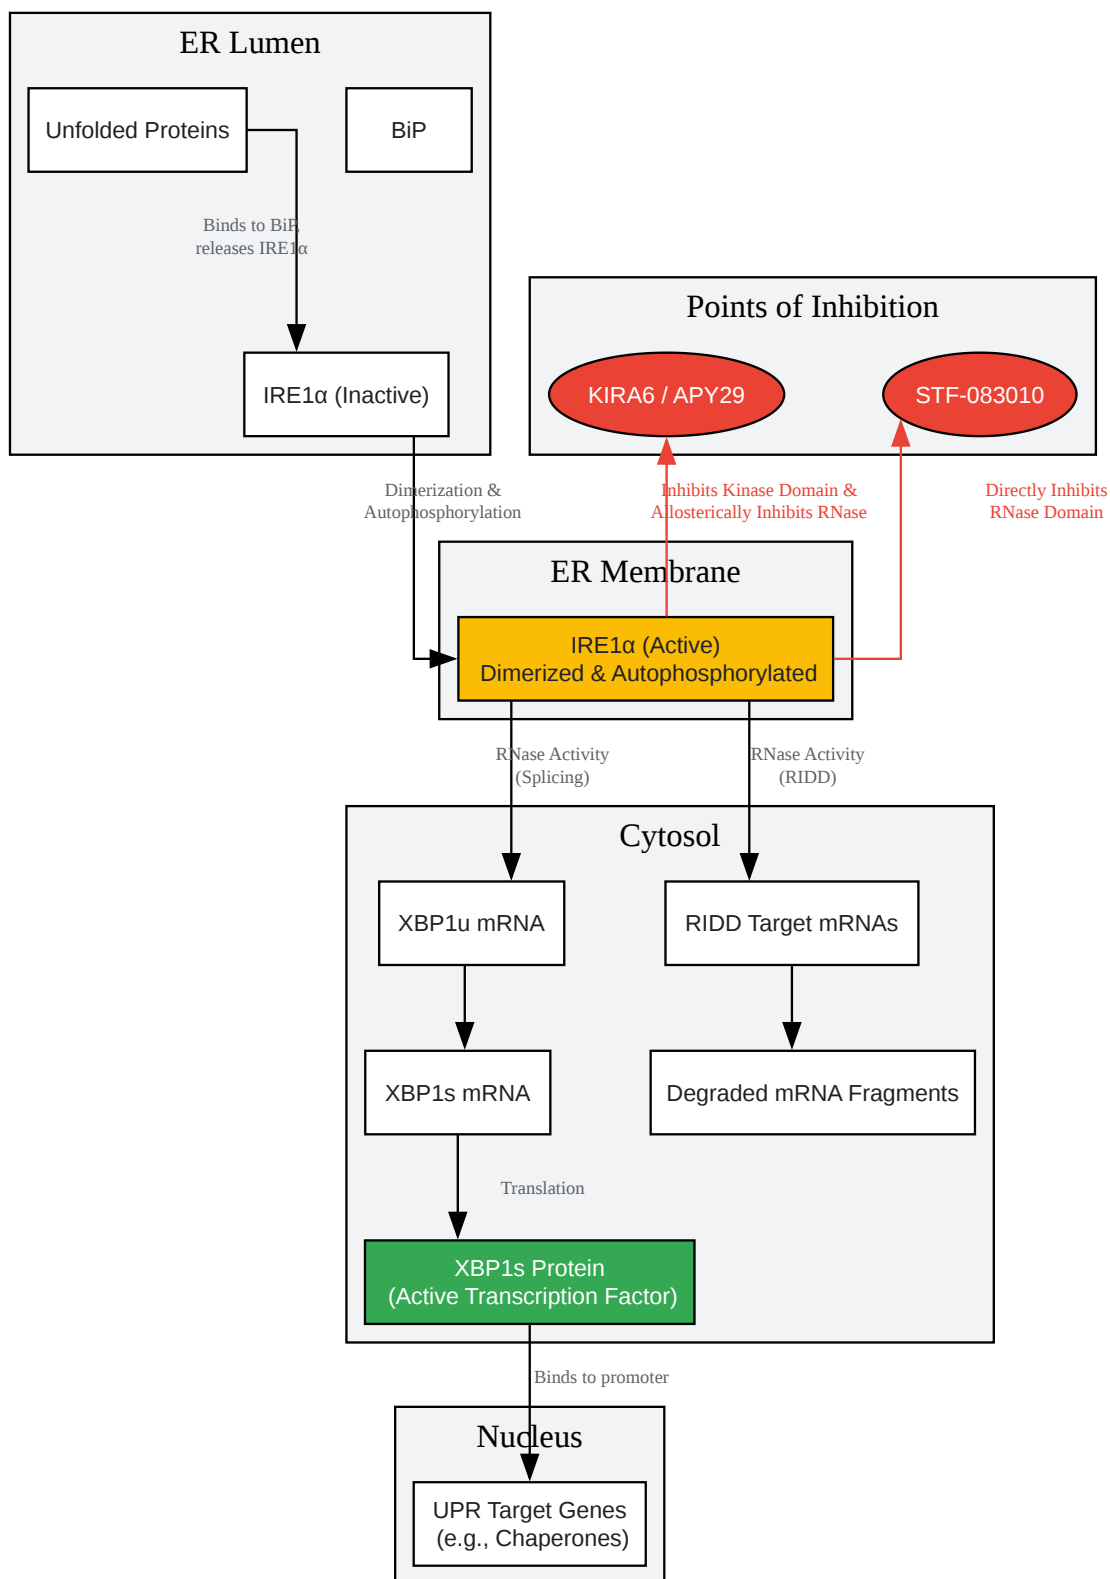 ER Lumen
Unfolded Proteins
BiP
Binds to BiP,
releases IRE1α
IRE1α (Inactive)
Points of Inhibition
KIRA6 / APY29
STF-083010
Dimerization &
Autophosphorylation
Inhibits Kinase Domain &
Allosterically Inhibits RNase
Directly Inhibits
RNase Domain
ER Membrane
IRE1α (Active)
Dimerized & Autophosphorylated
RNase Activity
(Splicing)
RNase Activity
(RIDD)
Cytosol
XBP1u mRNA
RIDD Target mRNAs
XBP1s mRNA
Degraded mRNA Fragments
Translation
XBP1s Protein
(Active Transcription Factor)
Binds to promoter
Nucleus
UPR Target Genes
(e.g., Chaperones)